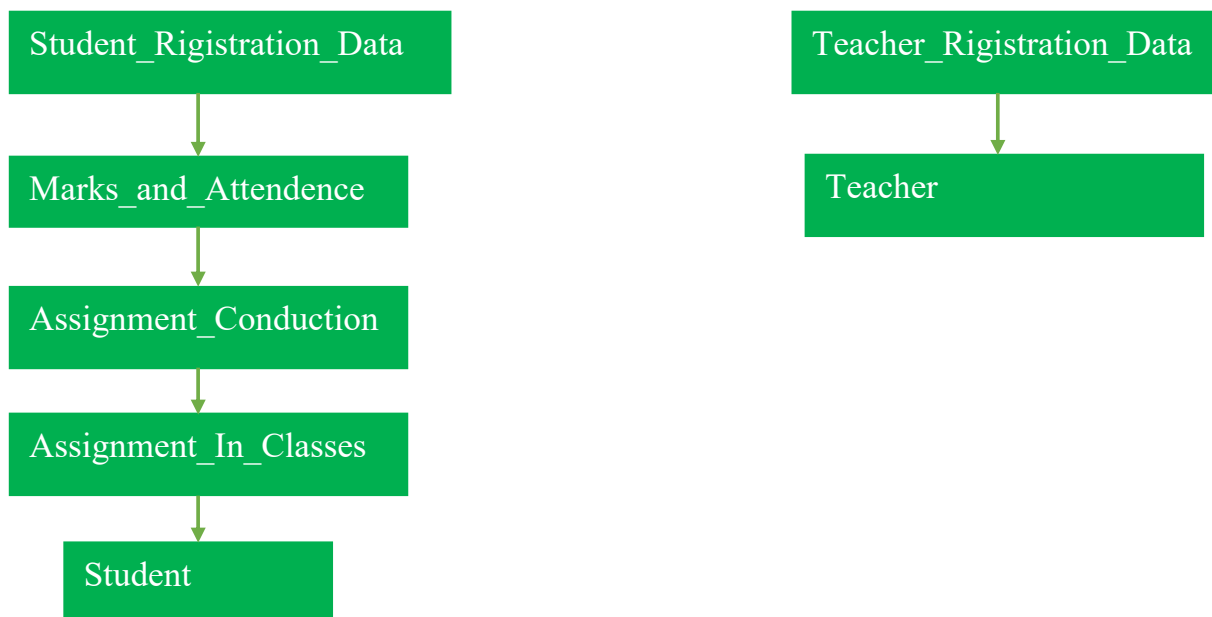 Student_Rigistration_Data
Teacher_Rigistration_Data
Marks_and_Attendence
Teacher
Assignment_Conduction
Assignment_In_Classes
Student